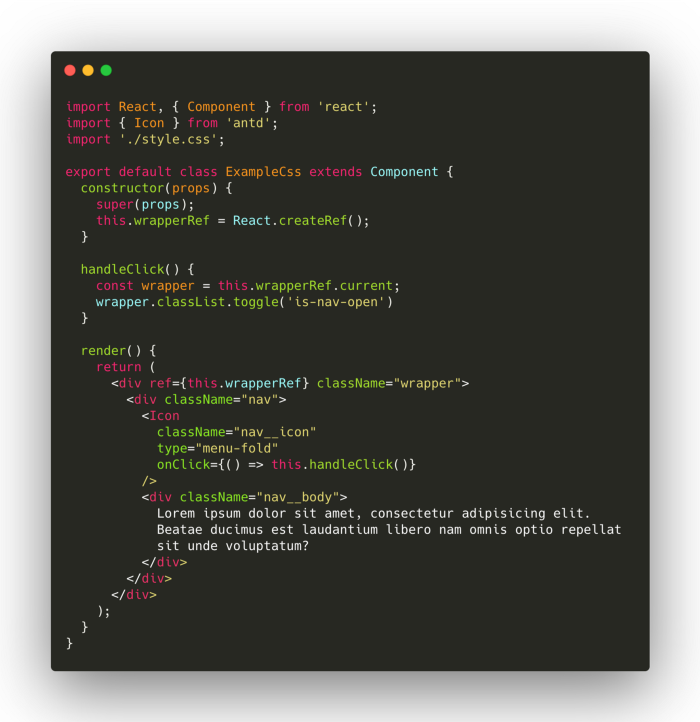 import React, { Component } from 'react';
import { Icon } from 'antd';
import './style.css';

export default class ExampleCss extends Component {
  constructor(props) {
    super(props);
    this.wrapperRef = React.createRef();
  }

  handleClick() {
    const wrapper = this.wrapperRef.current;
    wrapper.classList.toggle('is-nav-open')
  }

  render() {
    return (
      <div ref={this.wrapperRef} className="wrapper">
        <div className="nav">
          <Icon
            className="nav__icon"
            type="menu-fold"
            onClick={() => this.handleClick()}
          />
          <div className="nav__body">
            Lorem ipsum dolor sit amet, consectetur adipisicing elit.
            Beatae ducimus est laudantium libero nam omnis optio repellat
            sit unde voluptatum?
          </div>
        </div>
      </div>
    );
  }
}